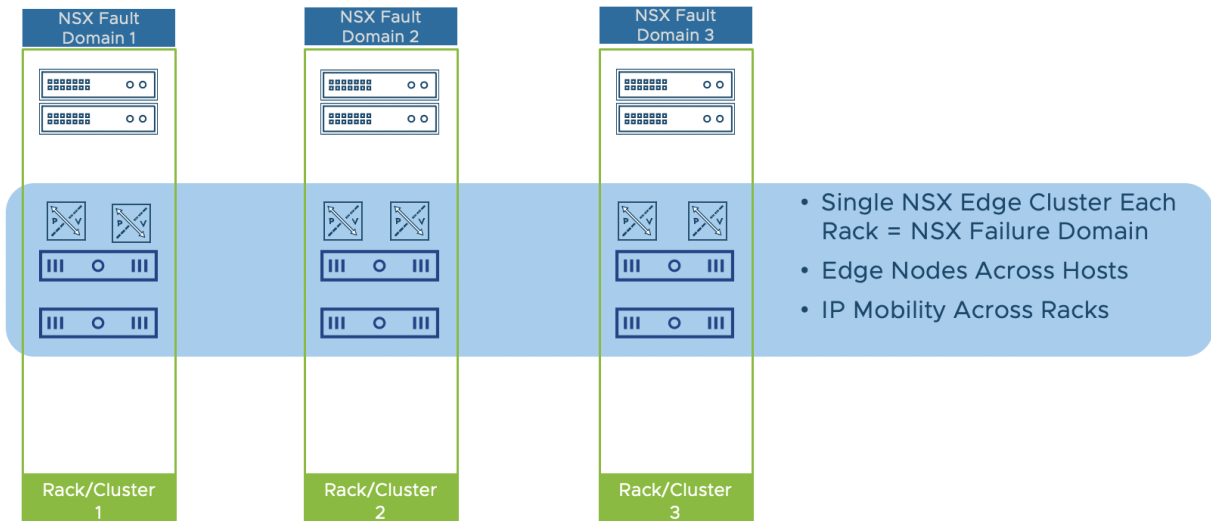 NSX Fault
Domain 1
NSX Fault
Domain 2
NSX Fault
Domain 3
P V
P V
P V
P V
P V
P V
• Single NSX Edge Cluster Each
Rack = NSX Failure Domain
• Edge Nodes Across Hosts
• IP Mobility Across Racks
Rack/Cluster
1
Rack/Cluster
2
Rack/Cluster
3